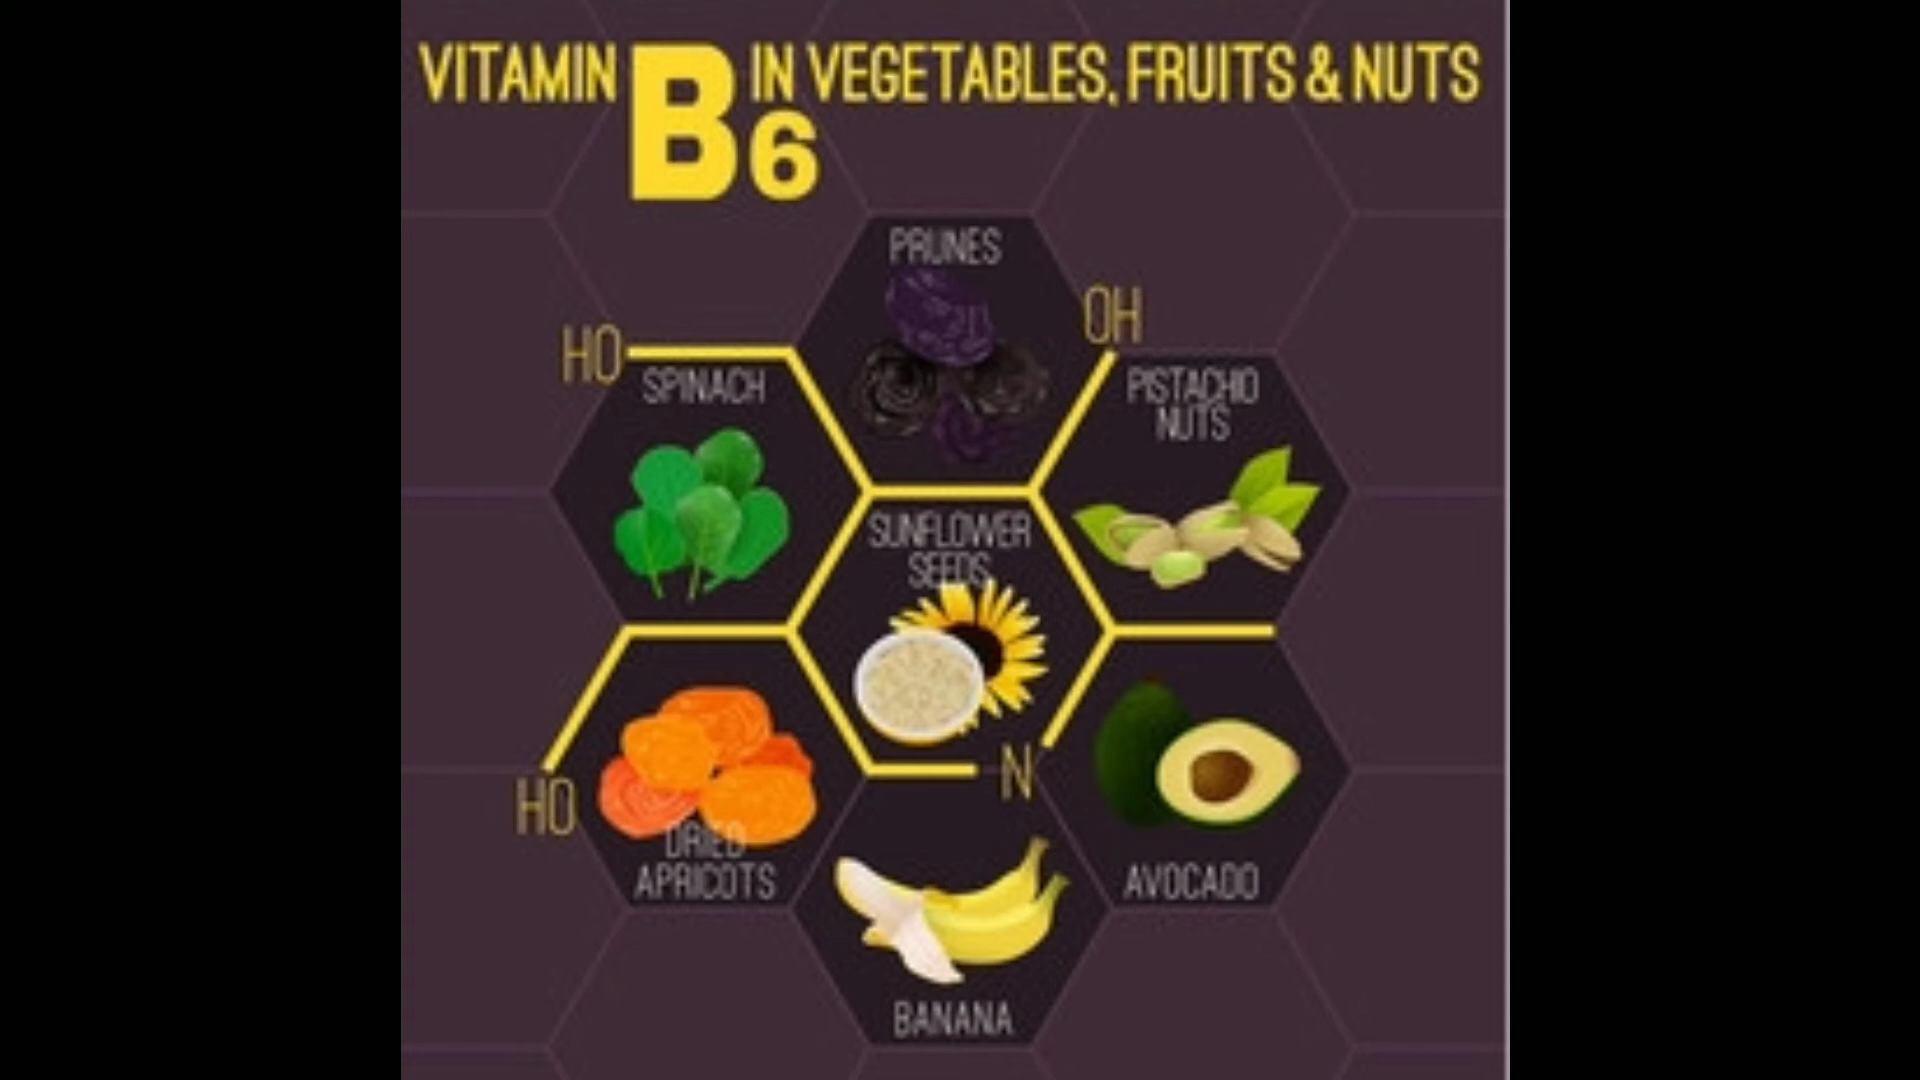 VITAMIN B6 IN VEGETABLES, FRUITS & NUTS
PRUNES
OH
HO
SPINACH
PISTACHIO
NUTS
SUNFLOWER
SEEDS
N
HO
DRIED
APRICOTS
AVOCADO
BANANA